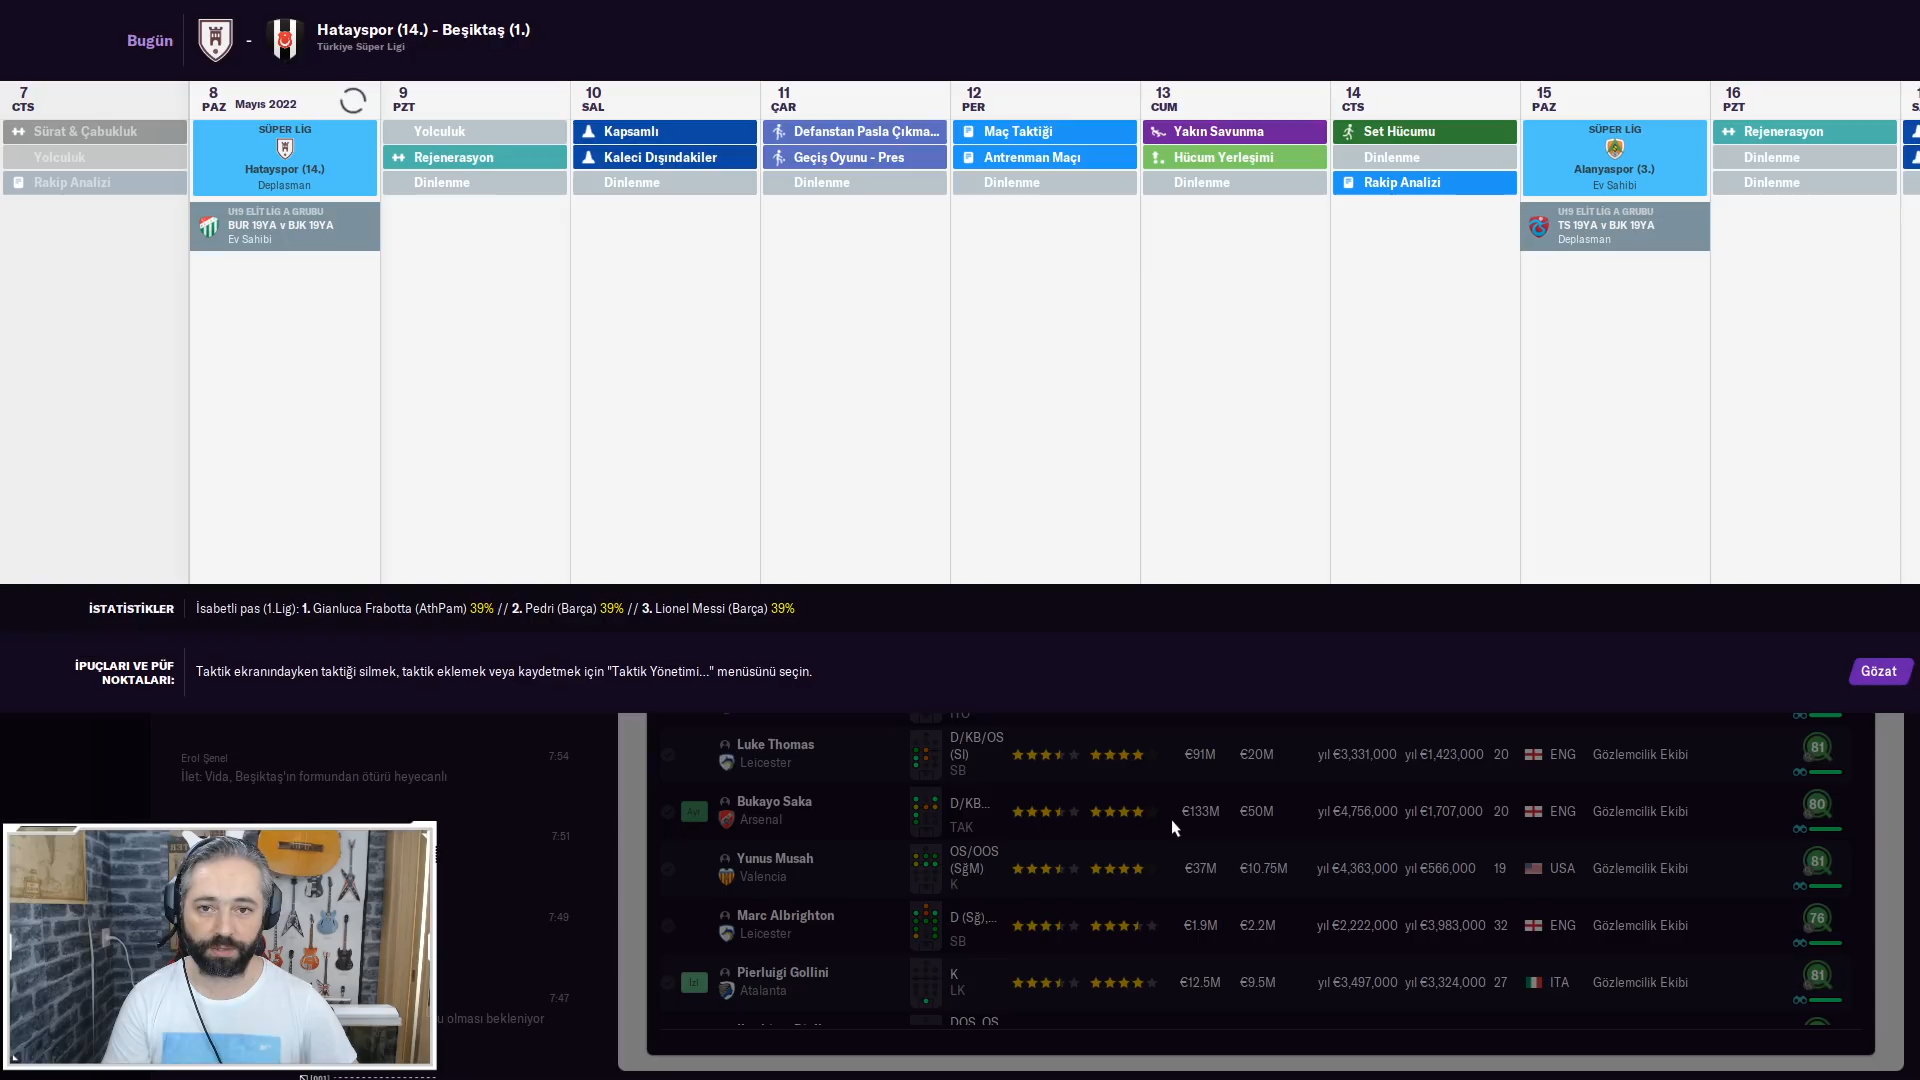 Bugün
-
Hatayspor (14.) - Beşiktaş (1.)
Türkiye Süper Ligi
7
CTS
8
PAZ Mayıs 2022
9
PZT
10
SAL
11
ÇAR
12
PER
13
CUM
14
CTS
15
PAZ
16
PZT
Sürat & Çabukluk
Yolculuk
Rakip Analizi
SÜPER LİG
Hatayspor (14.)
Deplasman
U19 ELİT LİG A GRUBU
BUR 19YA v BJK 19YA
Ev Sahibi
Yolculuk
Rejenerasyon
Dinlenme
Kapsamlı
Kaleci Dışındakiler
Dinlenme
Defanstan Pasla Çıkma...
Geçiş Oyunu - Pres
Dinlenme
Maç Taktiği
Antrenman Maçı
Dinlenme
Yakın Savunma
Hücum Yerleşimi
Dinlenme
Set Hücumu
Dinlenme
Rakip Analizi
SÜPER LİG
Alanyaspor (3.)
Ev Sahibi
U19 ELİT LİG A GRUBU
TS 19YA v BJK 19YA
Deplasman
Rejenerasyon
Dinlenme
Dinlenme
İSTATİSTİKLER
İsabetli pas (1.Lig): 1. Gianluca Frabotta (AthPam) 39% // 2. Pedri (Barça) 39% // 3. Lionel Messi (Barça) 39%
İPUÇLARI VE PÜF
NOKTALARI:
Taktik ekranındayken taktiği silmek, taktik eklemek veya kaydetmek için "Taktik Yönetimi..." menüsünü seçin.
Gözat
Erol Şenel
7:54
İlet: Vida, Beşiktaş'ın formundan ötürü heyecanlı
7:51
7:49
7:47
u olması bekleniyor
Luke Thomas
Leicester
D/KB/OS
(Sl)
SB
€91M €20M yıl €3,331,000 yıl €1,423,000 20 ENG Gözlemcilik Ekibi 81
Ayr
Bukayo Saka
Arsenal
D/KB...
TAK
€133M €50M yıl €4,756,000 yıl €1,707,000 20 ENG Gözlemcilik Ekibi 80
Yunus Musah
Valencia
OS/OOS
(SğM)
K
€37M €10.75M yıl €4,363,000 yıl €566,000 19 USA Gözlemcilik Ekibi 81
Marc Albrighton
Leicester
D (Sğ),...
SB
€1.9M €2.2M yıl €2,222,000 yıl €3,983,000 32 ENG Gözlemcilik Ekibi 76
İzl
Pierluigi Gollini
Atalanta
K
LK
€12.5M €9.5M yıl €3,497,000 yıl €3,324,000 27 ITA Gözlemcilik Ekibi 81
DOS, OS